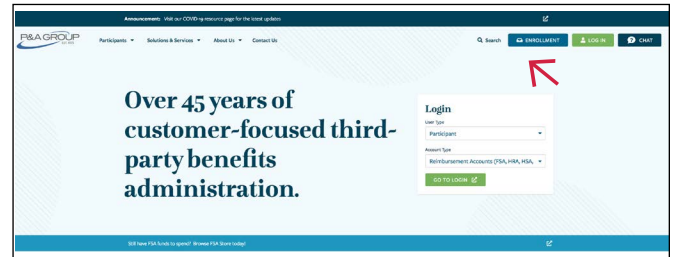 Announcement: Visit our COVID-19 resource page for the latest updates
P&A GROUP
Participants Solutions & Services About Us Contact Us Search ENROLLMENT LOG IN CHAT
Over 45 years of
customer-focused third-
party benefits
administration.
Login
User Type
Participant
Account Type
Reimbursement Accounts (FSA, HRA, HSA,
GO TO LOGIN
Still have FSA funds to spend? Browse FSA Store today!